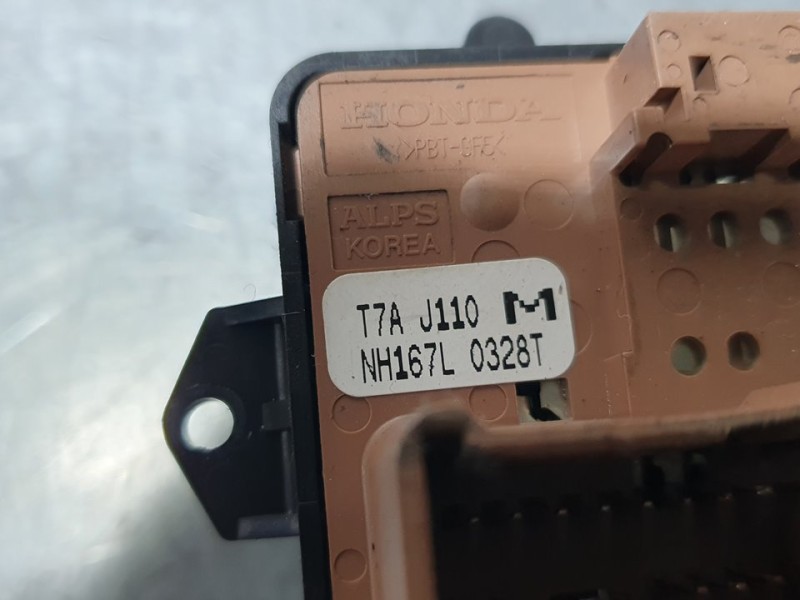 HONDA
>PBT-GF<
ALPS
KOREA
T7A J110 M
NH167L 0328T